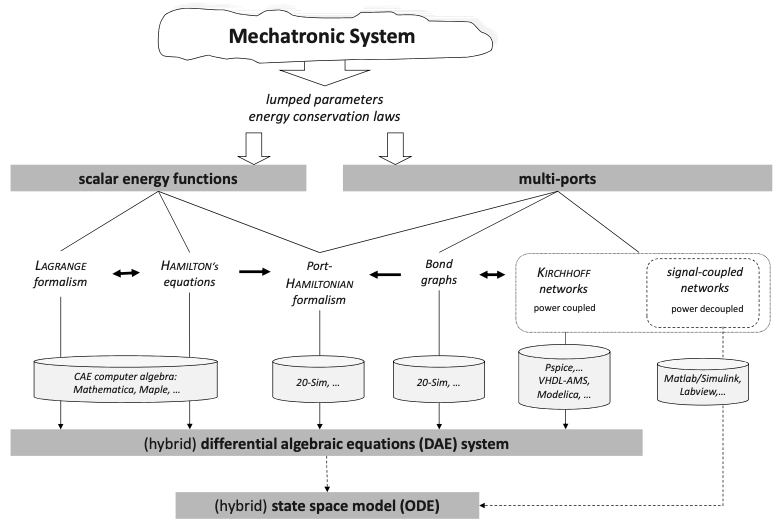 Mechatronic System
lumped parameters
energy conservation laws
scalar energy functions
multi-ports
LAGRANGE
formalism
HAMILTON's
equations
Port-
HAMILTONIAN
formalism
Bond
graphs
KIRCHHOFF
networks
power coupled
signal-coupled
networks
power decoupled
CAE computer algebra:
Mathematica, Maple, ...
20-Sim, ...
20-Sim, ...
Pspice,...
VHDL-AMS,
Modelica, ...
Matlab/Simulink,
Labview,...
(hybrid) differential algebraic equations (DAE) system
(hybrid) state space model (ODE)